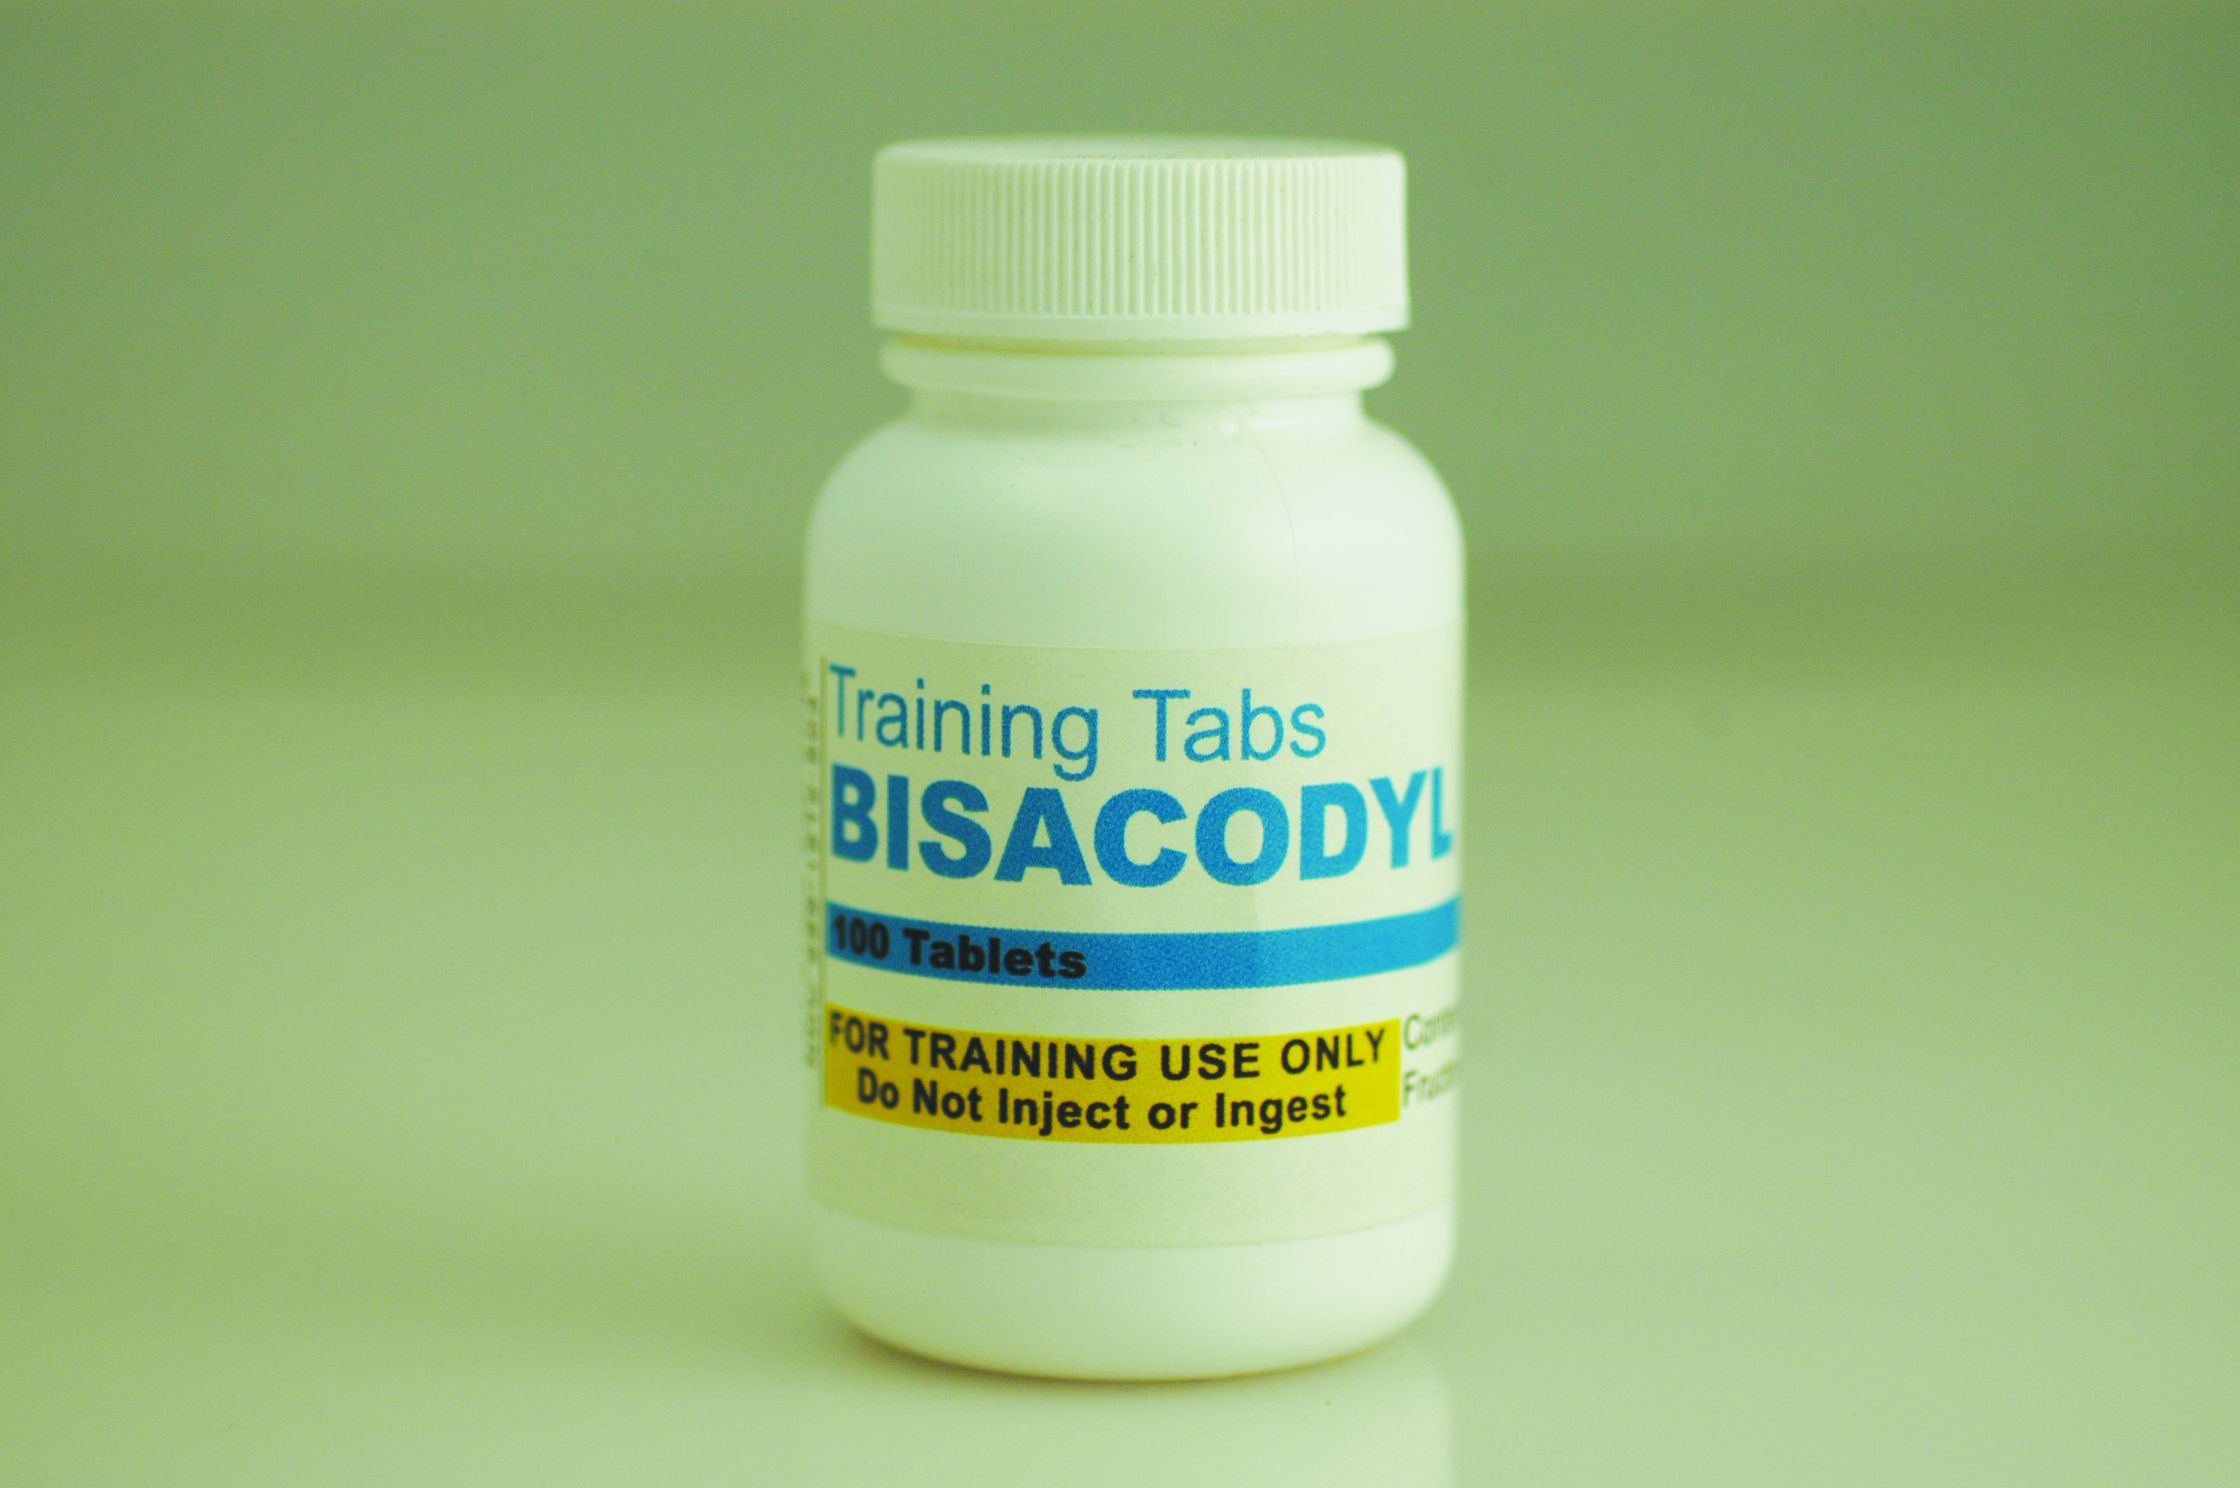 Training Tabs
BISACODYL
100 Tablets
FOR TRAINING USE ONLY
Do Not Inject or Ingest